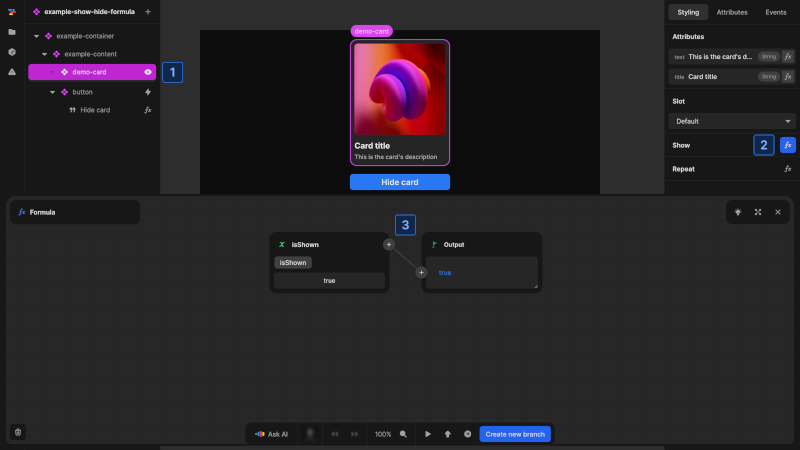 example-show-hide-formula
example-container
example-content
demo-card
1
button
Hide card
demo-card
Card title
This is the card's description
Hide card
Styling
Attributes
Events
Attributes
text This is the card's d... String
title Card title String
Slot
Default
Show
2
Repeat
Formula
3
isShown
isShown
true
Output
true
Ask AI
100%
Create new branch